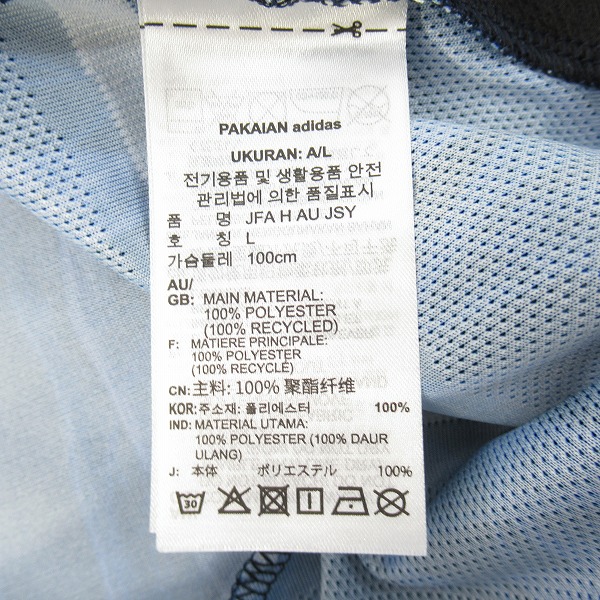 PAKAIAN adidas
UKURAN: A/L
전기용품 및 생활용품 안전
관리법에 의한 품질표시
품 명 JFA H AU JSY
호 칭 L
가슴둘레 100cm
AU/
GB: MAIN MATERIAL:
100% POLYESTER
(100% RECYCLED)
F: MATIERE PRINCIPALE:
100% POLYESTER
(100% RECYCLÉ)
CN: 主料: 100% 聚酯纤维
KOR: 주소재: 폴리에스터 100%
IND: MATERIAL UTAMA:
100% POLYESTER (100% DAUR
ULANG)
J: 本体 ポリエステル 100%
30